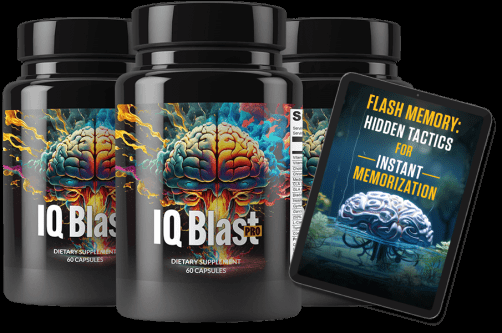 IQ Blas
DIETARY SUPPLEMENT
60 CAPSULES
IQ Blast
PRO
DIETARY SUPPLEMENT
60 CAPSULES
S
FLASH MEMORY:
HIDDEN TACTICS
FOR
INSTANT
MEMORIZATION